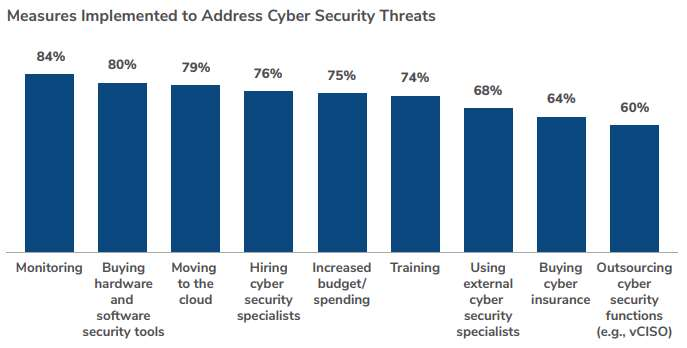 Measures Implemented to Address Cyber Security Threats
84%
80%
79%
76%
75%
74%
68%
64%
60%
Monitoring
Buying
hardware
and
software
security tools
Moving
to the
cloud
Hiring
cyber
security
specialists
Increased
budget/
spending
Training
Using
external
cyber
security
specialists
Buying
cyber
insurance
Outsourcing
cyber
security
functions
(e.g., vCISO)